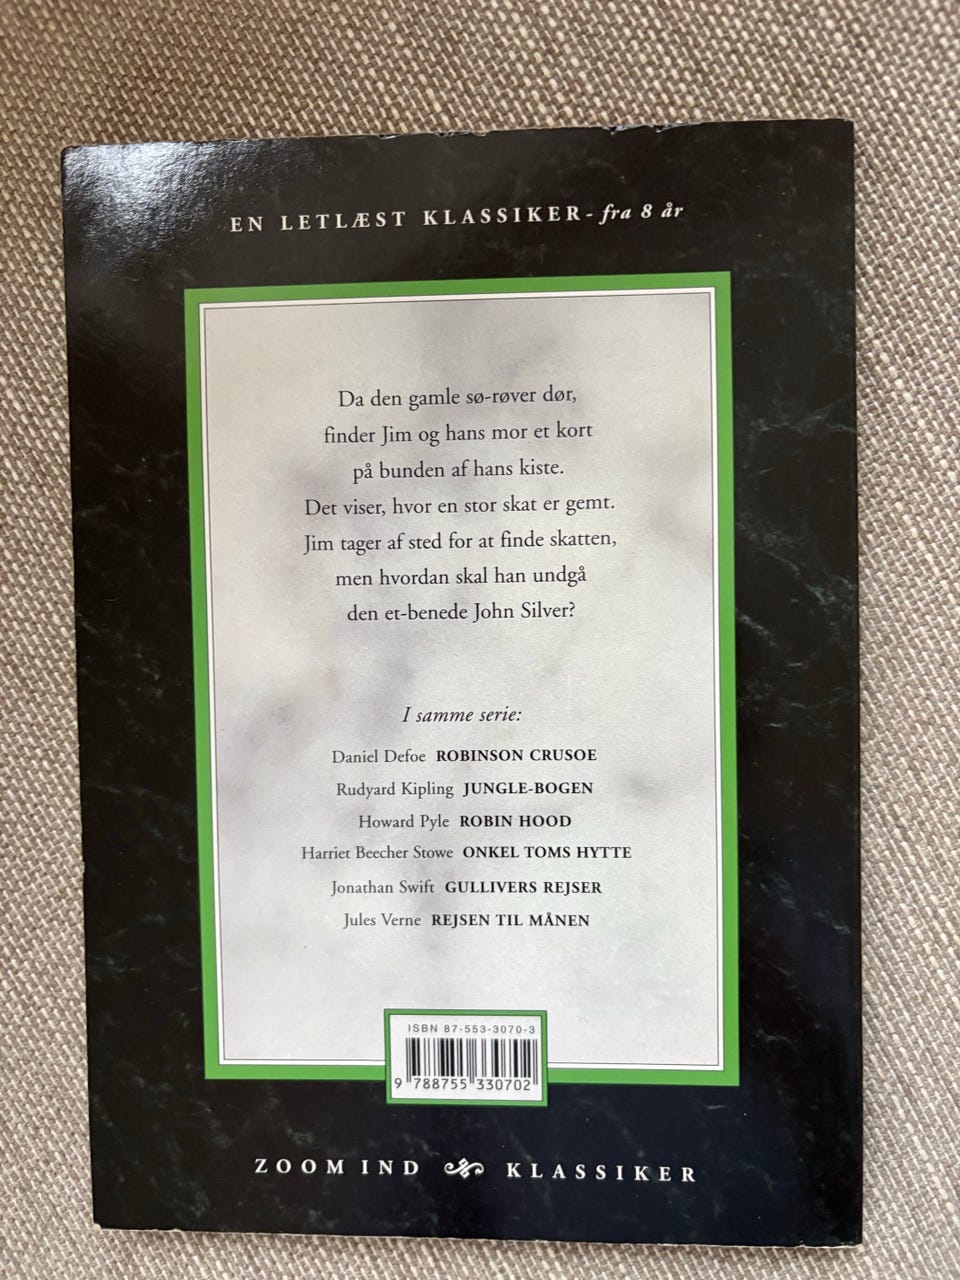 EN LETLÆST KLASSIKER - fra 8 år
Da den gamle sø-røver dør,
finder Jim og hans mor et kort
på bunden af hans kiste.
Det viser, hvor en stor skat er gemt.
Jim tager af sted for at finde skatten,
men hvordan skal han undgå
den et-benede John Silver?
I samme serie:
Daniel Defoe ROBINSON CRUSOE
Rudyard Kipling JUNGLE-BOGEN
Howard Pyle ROBIN HOOD
Harriet Beecher Stowe ONKEL TOMS HYTTE
Jonathan Swift GULLIVERS REJSER
Jules Verne REJSEN TIL MÅNEN
ISBN 87-553-3070-3
9 788755 330702
ZOOM IND KLASSIKER